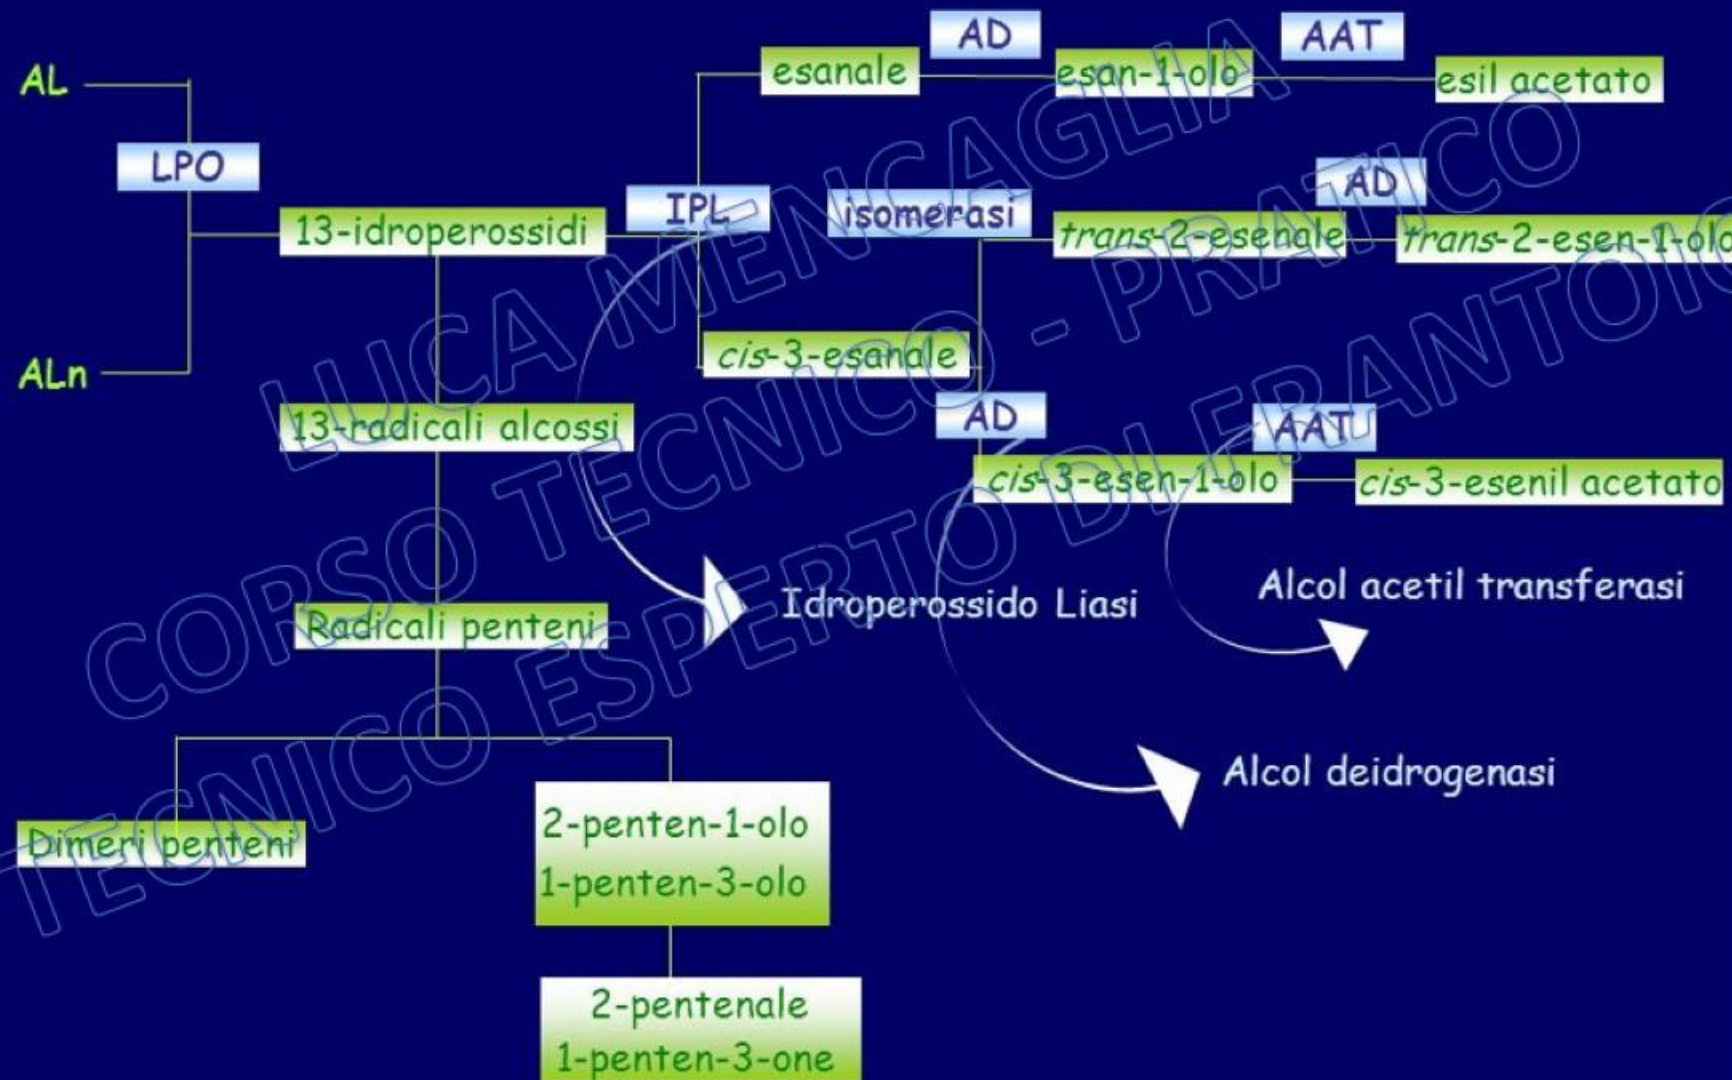 AD
AAT
AL
esanale
esan-1-olo
esil acetato
LPO
AD
IPL
isomerasi
13-idroperossidi
trans-2-esenale
trans-2-esen-1-olo
cis-3-esanale
ALn
AD
AAT
13-radicali alcossi
cis-3-esen-1-olo
cis-3-esenil acetato
Idroperossido Liasi
Alcol acetil transferasi
Radicali penteni
Alcol deidrogenasi
Dimeri penteni
2-penten-1-olo
1-penten-3-olo
2-pentenale
1-penten-3-one
LUCA MENCAGLIA
CORSO TECNICO - PRATICO
TECNICO ESPERTO DI FRANTOIO